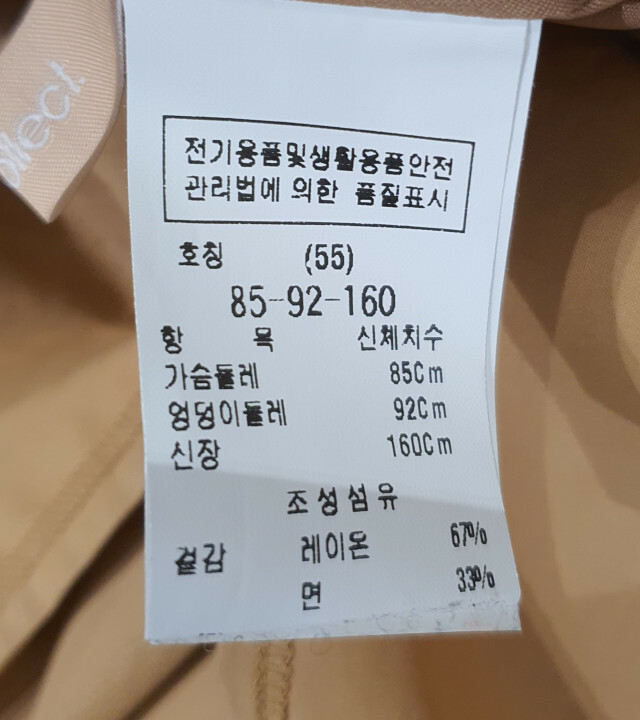 전기용품및생활용품안전
관리법에 의한 품질표시
호칭 (55)
85-92-160
항 목 신체치수
가슴둘레 85Cm
엉덩이둘레 92Cm
신장 160Cm
조성섬유
겉감 레이온 67%
면 33%